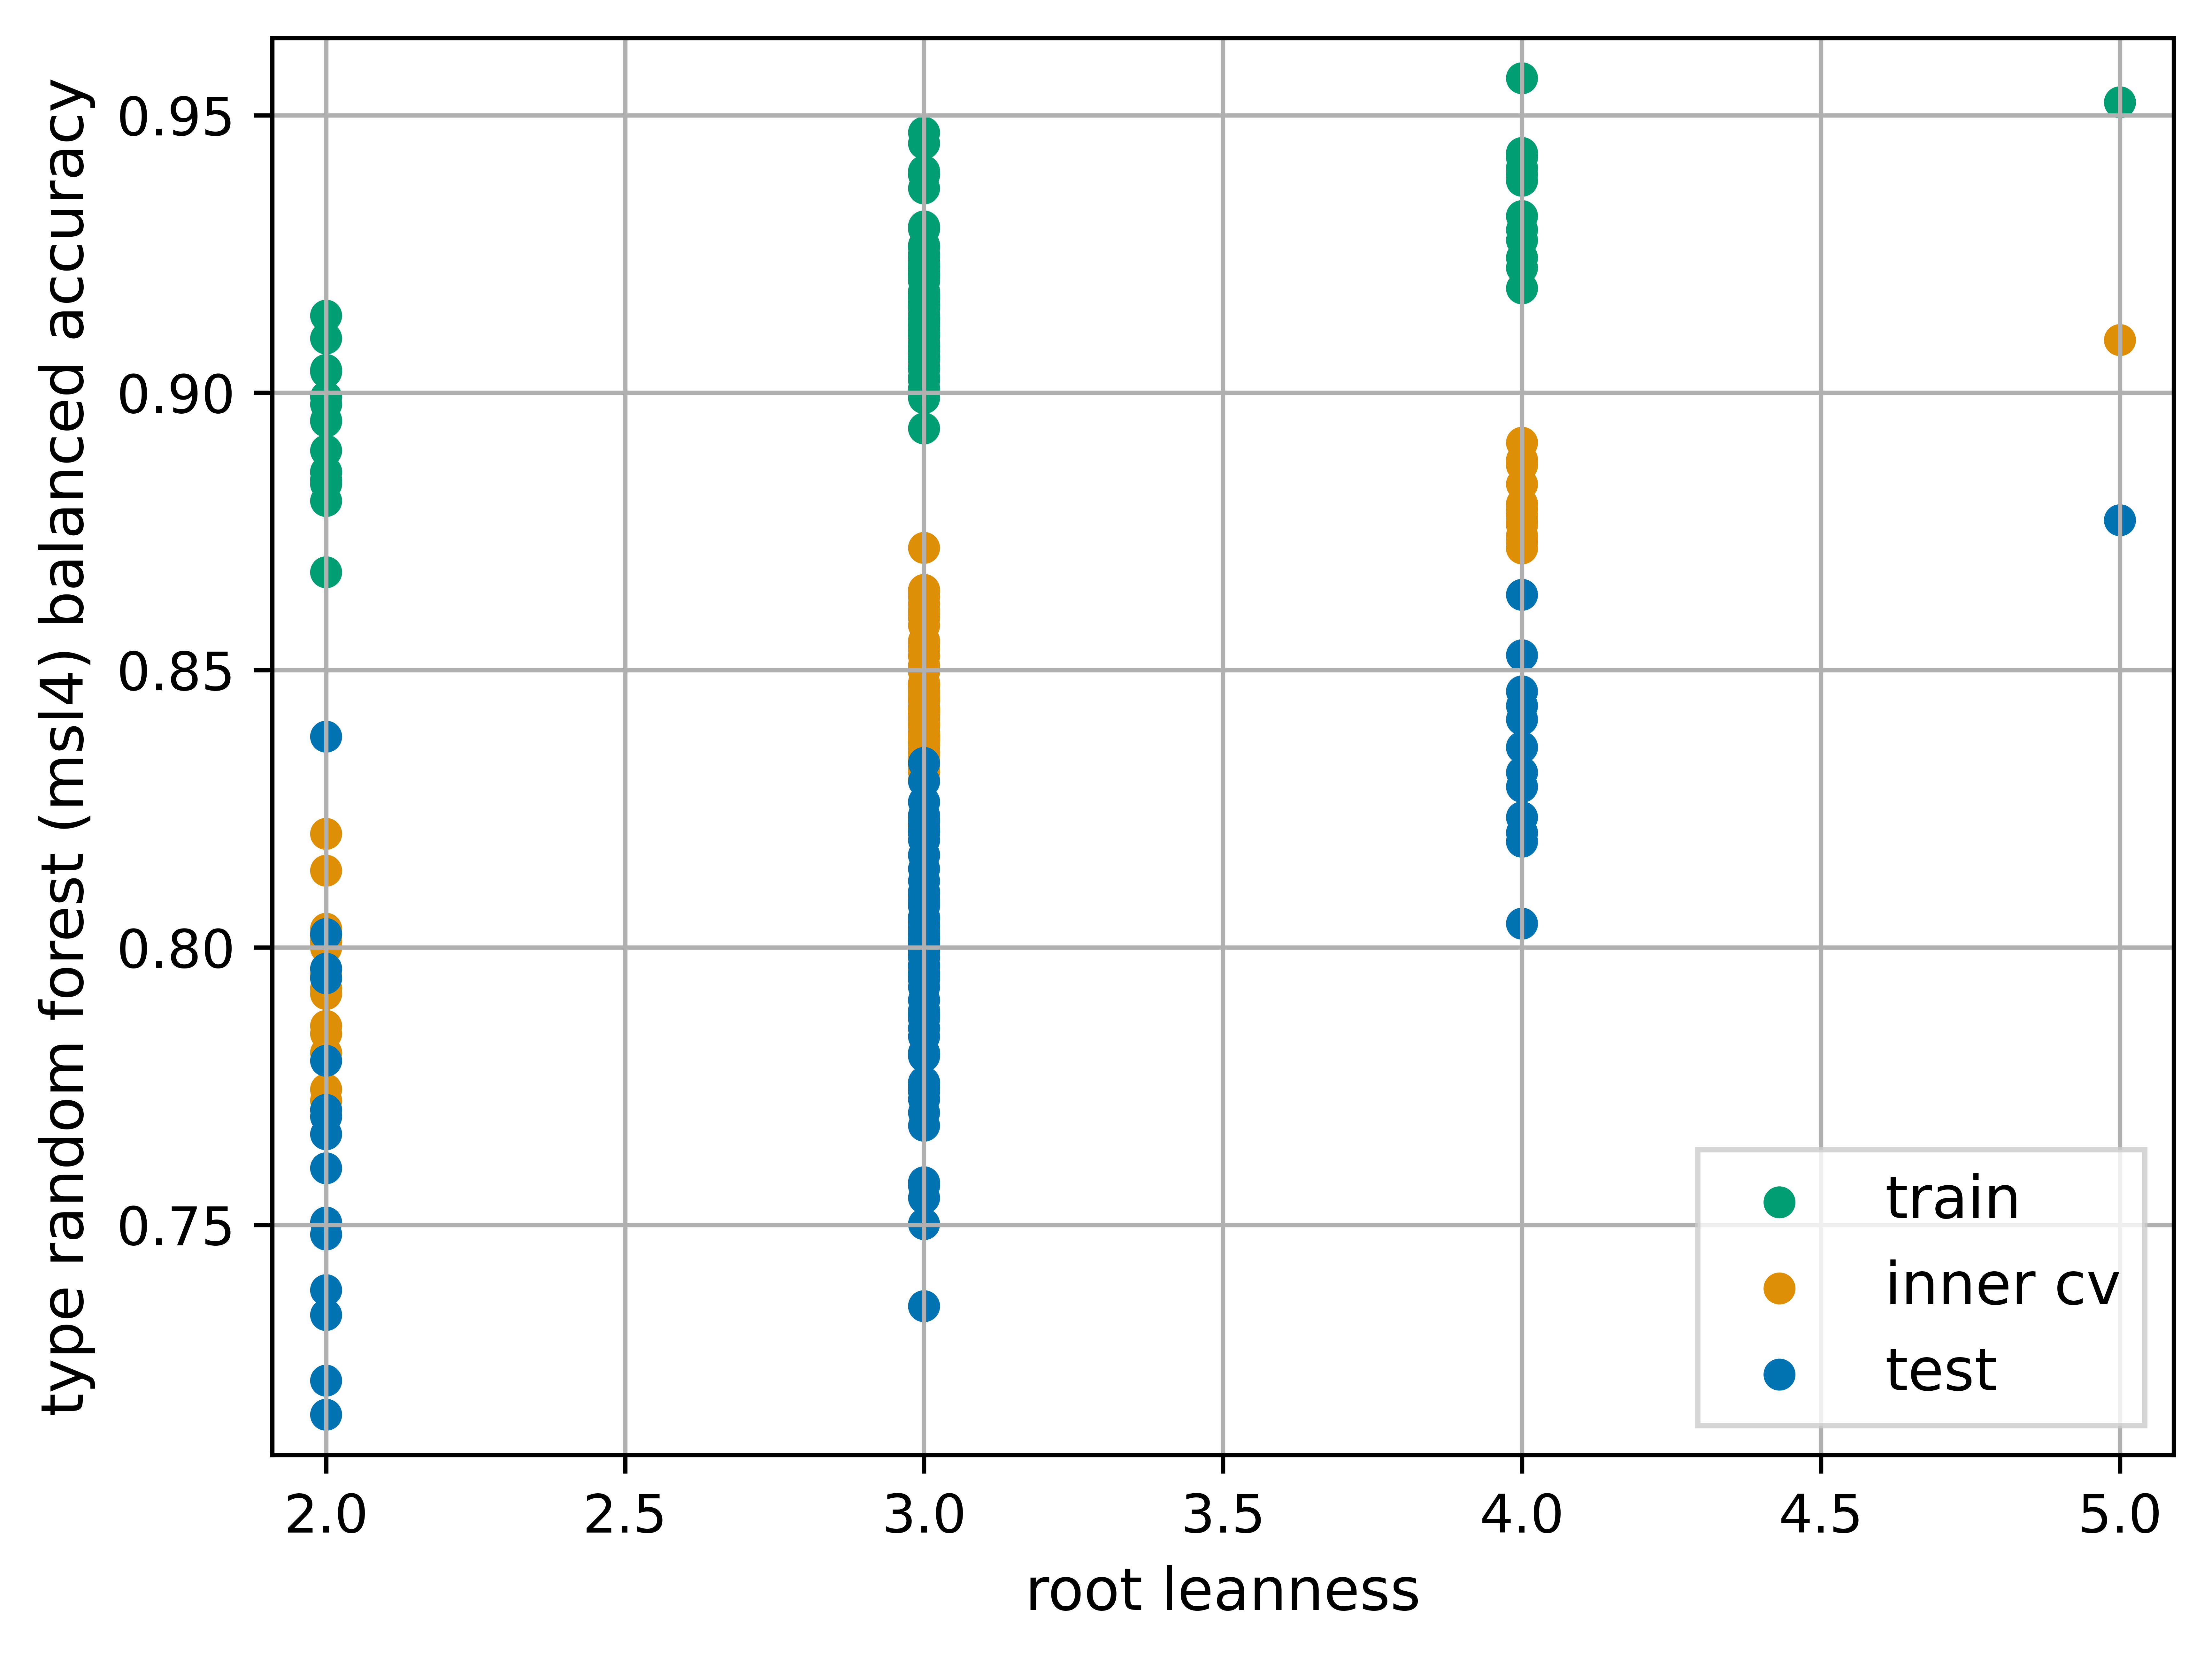 type random forest (msl4) balanced accuracy
0.95
0.90
0.85
0.80
0.75
train
inner cv
test
2.0 2.5 3.0 3.5 4.0 4.5 5.0
root leanness